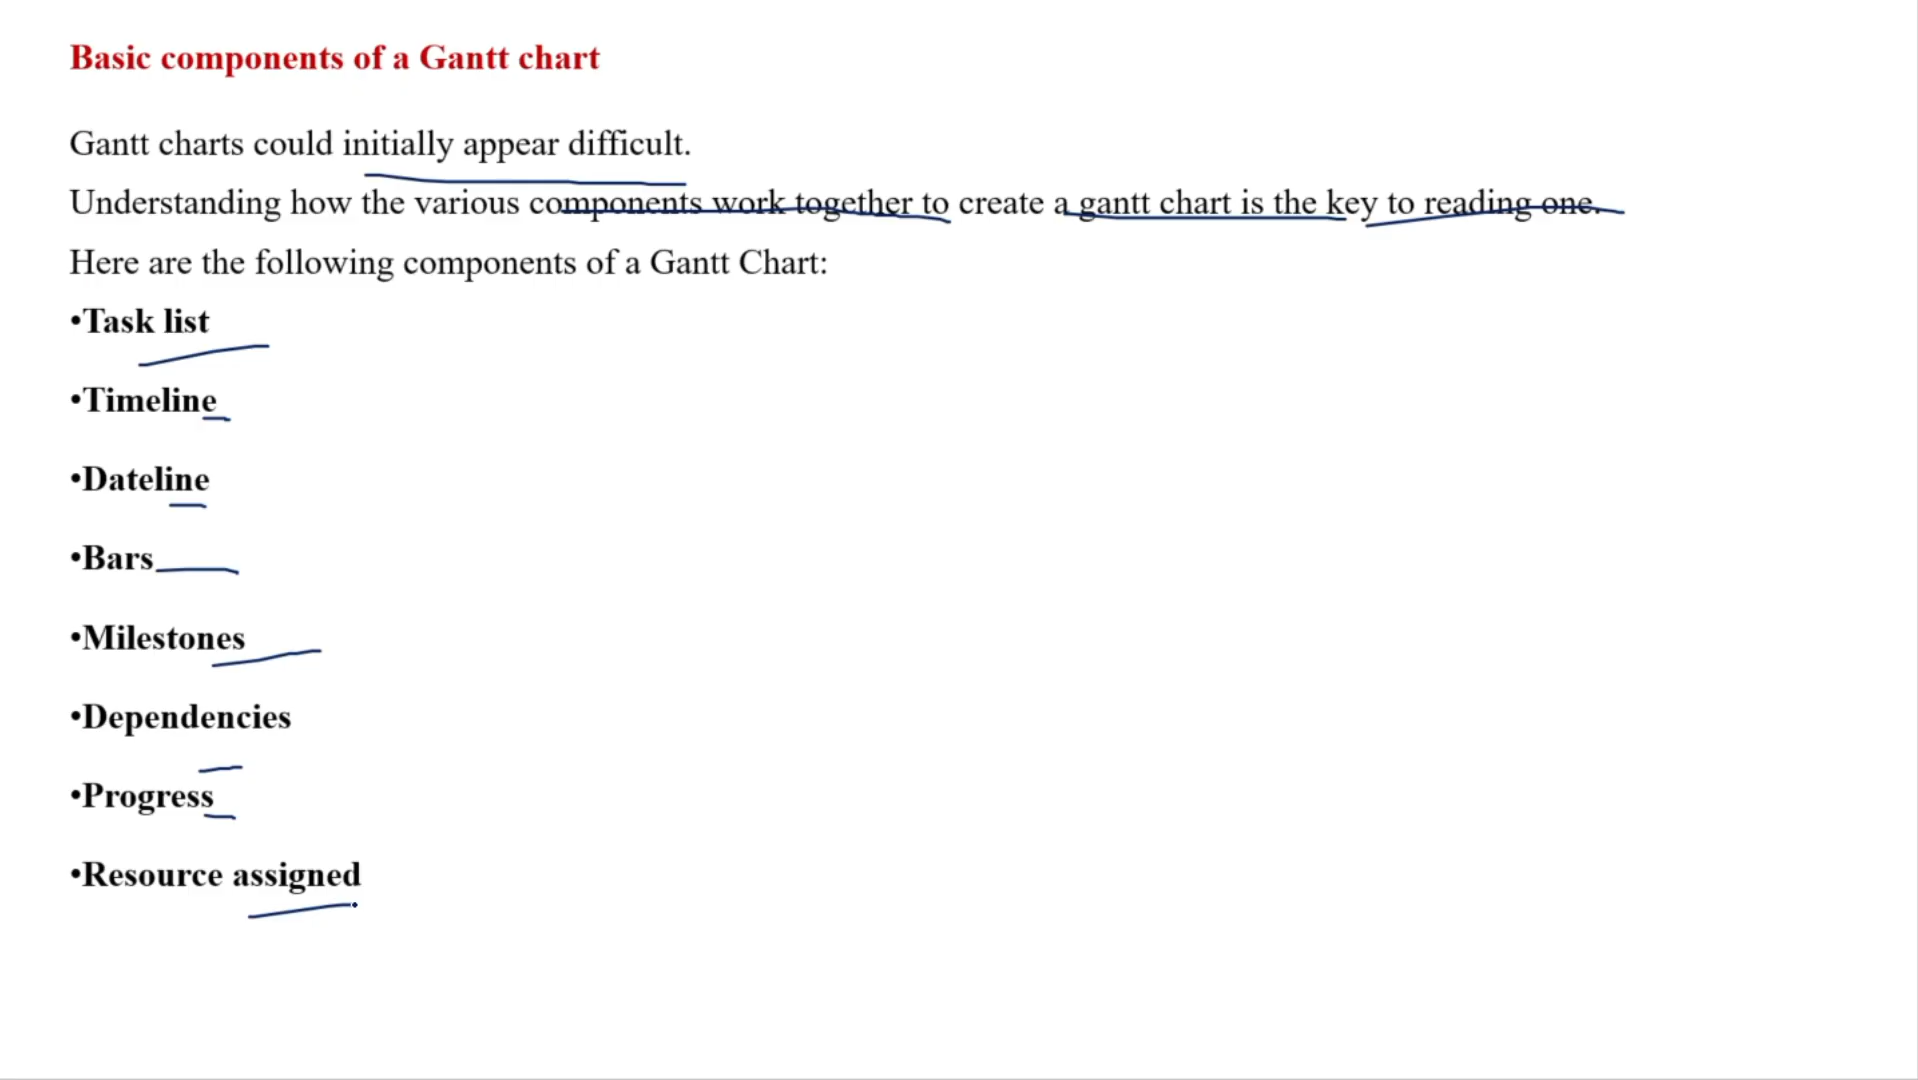 Basic components of a Gantt chart
Gantt charts could initially appear difficult.
Understanding how the various components work together to create a gantt chart is the key to reading one.
Here are the following components of a Gantt Chart:
•Task list
•Timeline
•Dateline
•Bars
•Milestones
•Dependencies
•Progress
•Resource assigned